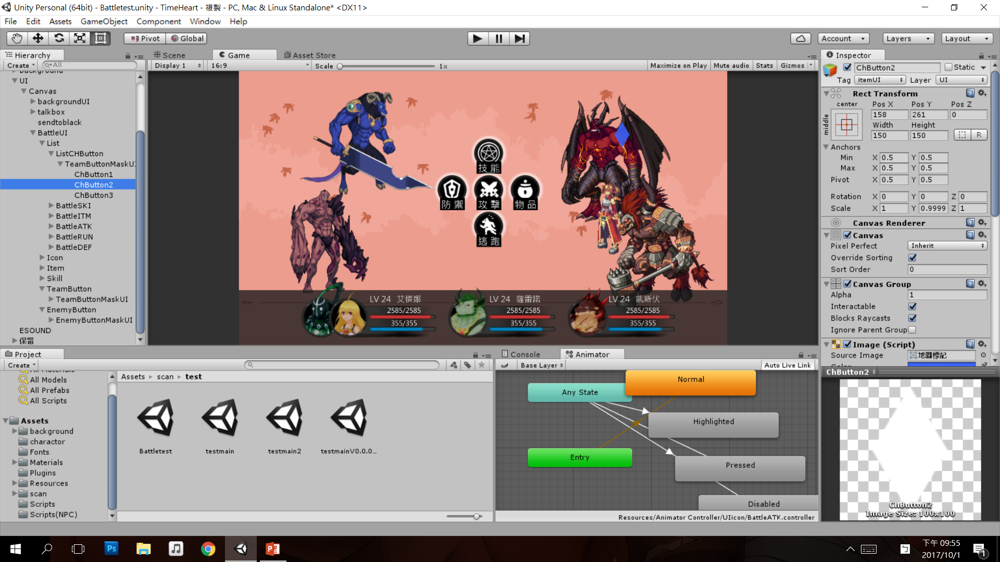 Unity Personal (64bit) - Battletest.unity - TimeHeart - 複製 - PC, Mac & Linux Standalone* <DX11>
File Edit Assets GameObject Component Window Help
Pivot Global
Account Layers Layout
Hierarchy
Create All
UI
Canvas
backgroundUI
talkbox
sendtoblack
BattleUI
List
ListCHButton
TeamButtonMaskUI
ChButton1
ChButton2
ChButton3
BattleSKI
BattleITM
BattleATK
BattleRUN
BattleDEF
Icon
Item
Skill
TeamButton
TeamButtonMaskUI
EnemyButton
EnemyButtonMaskUI
ESOUND
保留
Scene Game Asset Store
Display 1 16:9 Scale 1x Maximize on Play Mute audio Stats Gizmos
技能
防禦 攻擊 物品
逃跑
LV 24 艾憐娜 LV 24 薩雷諾 LV 24 凱斯伏
2585/2585 2585/2585 2585/2585
355/355 355/355 355/355
Inspector
ChButton2 Static
Tag itemUI Layer UI
Rect Transform
center Pos X Pos Y Pos Z
middle 158 261 0
Width Height
150 150 R
Anchors
Min X 0.5 Y 0.5
Max X 0.5 Y 0.5
Pivot X 0.5 Y 0.5
Rotation X 0 Y 0 Z 0
Scale X 1 Y 0.9999 Z 1
Canvas Renderer
Canvas
Pixel Perfect Inherit
Override Sorting
Sort Order 0
Canvas Group
Alpha 1
Interactable
Blocks Raycasts
Ignore Parent Group
Image (Script)
Source Image 地圖標記
ChButton2
ChButton2
Image Size: 100x100
Project
Create
All Models
All Prefabs
All Scripts
Assets
background
charactor
Fonts
Materials
Plugins
Resources
scan
Scripts
Scripts(NPC)
Assets scan test
Battletest testmain testmain2 testmainV0.0.0...
Console Animator
Base Layer Auto Live Link
Normal
Any State
Highlighted
Entry
Pressed
Disabled
Resources/Animator Controller/UIicon/BattleATK.controller
Ps
下午 09:55
2017/10/1
1